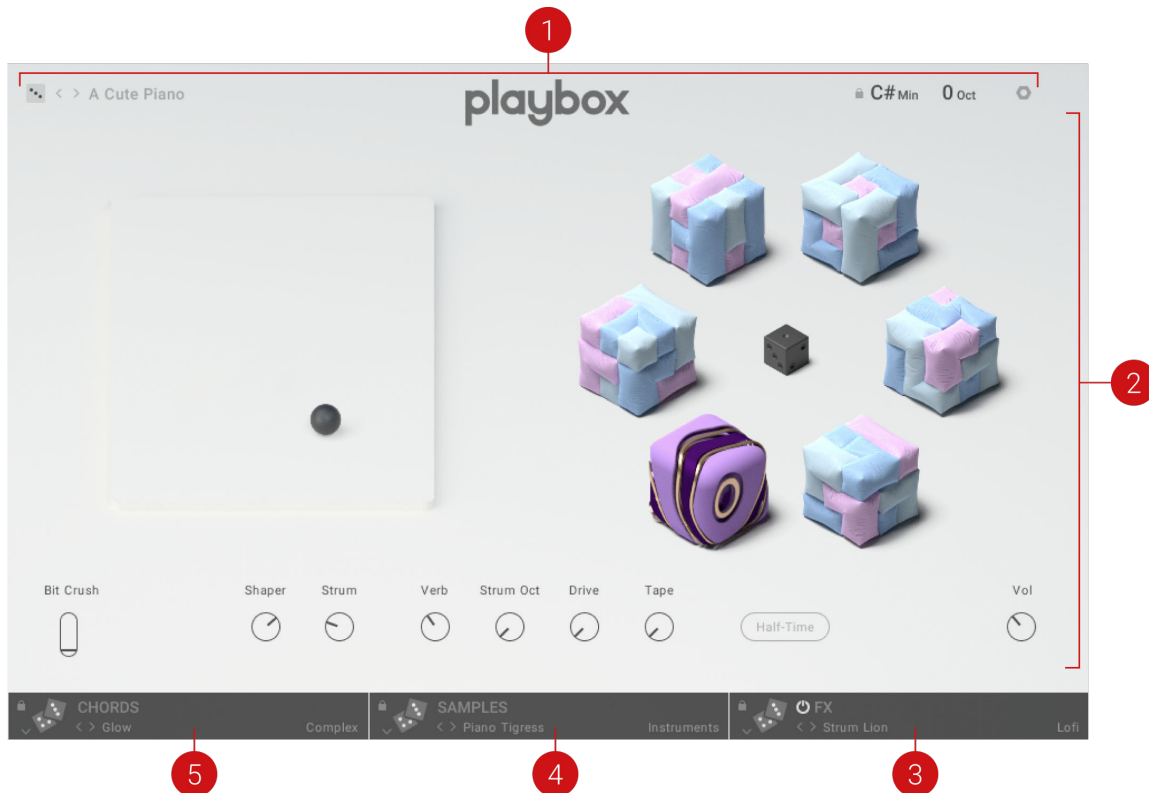 1
A Cute Piano
playbox
C# Min 0 Oct
2
Bit Crush Shaper Strum Verb Strum Oct Drive Tape Vol
Half-Time
CHORDS SAMPLES FX
Glow Complex Piano Tigress Instruments Strum Lion Lofi
5 4 3